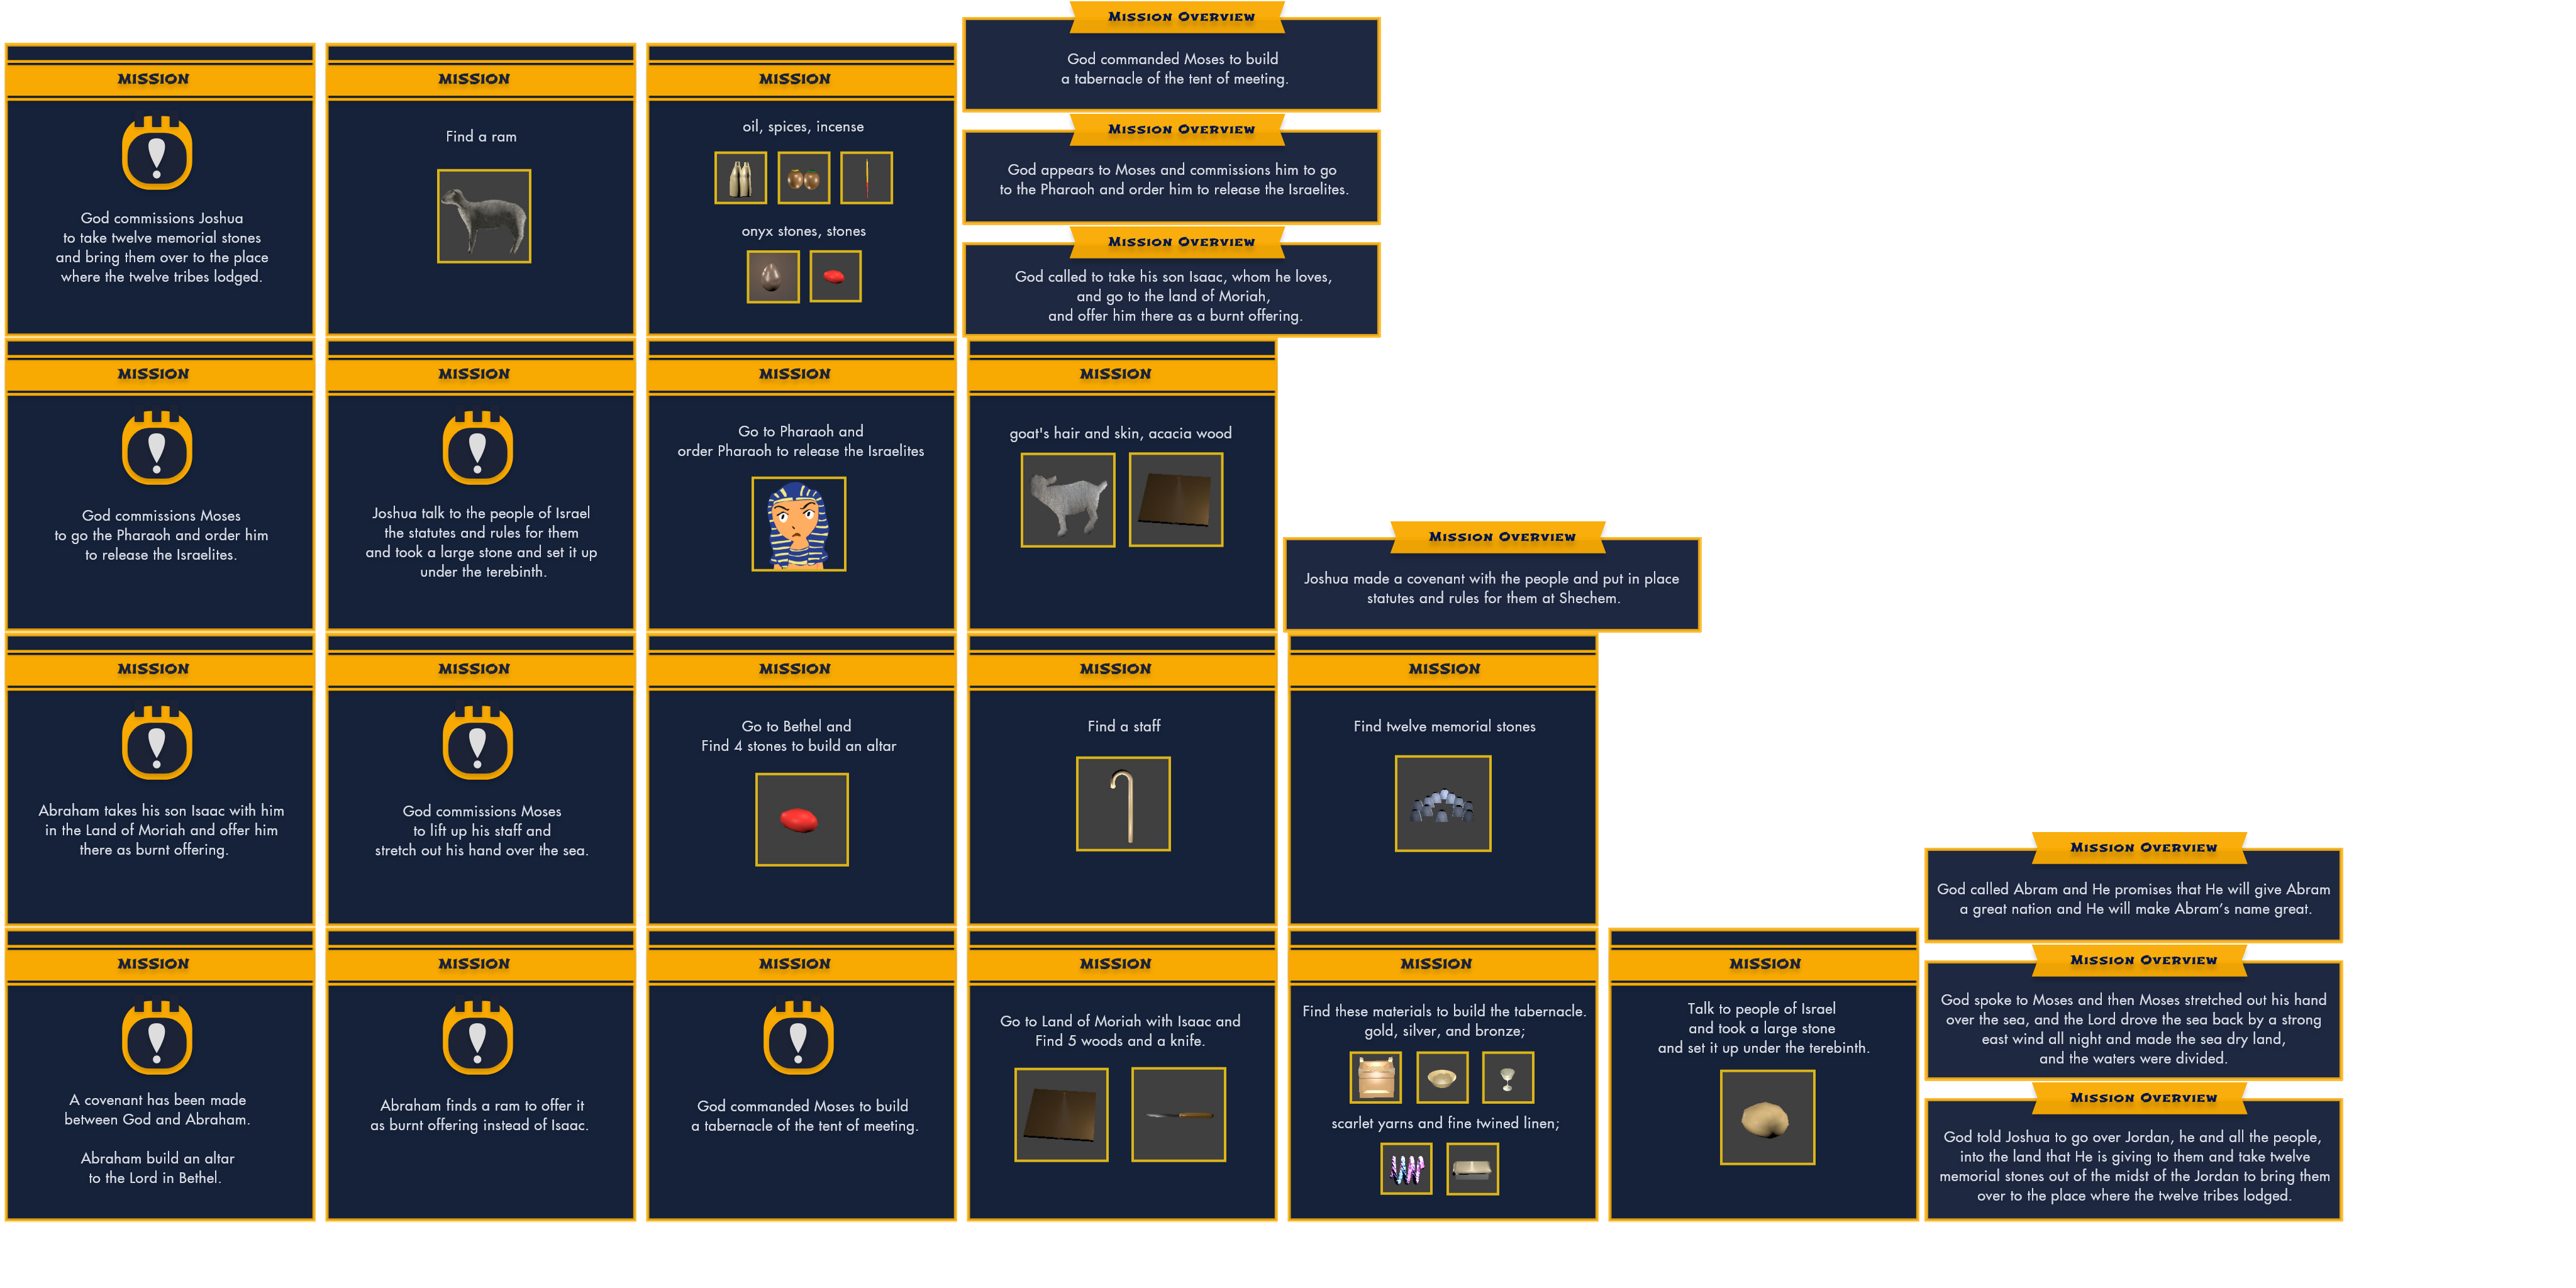 MISSION
God commissions Joshua
to take twelve memorial stones
and bring them over to the place
where the twelve tribes lodged.
MISSION
Find a ram
MISSION
oil, spices, incense
onyx stones, stones
Mission Overview
God commanded Moses to build
a tabernacle of the tent of meeting.
Mission Overview
God appears to Moses and commissions him to go
to the Pharaoh and order him to release the Israelites.
Mission Overview
God called to take his son Isaac, whom he loves,
and go to the land of Moriah,
and offer him there as a burnt offering.
MISSION
God commissions Moses
to go the Pharaoh and order him
to release the Israelites.
MISSION
Joshua talk to the people of Israel
the statutes and rules for them
and took a large stone and set it up
under the terebinth.
MISSION
Go to Pharaoh and
order Pharaoh to release the Israelites
MISSION
goat's hair and skin, acacia wood
Mission Overview
Joshua made a covenant with the people and put in place
statutes and rules for them at Shechem.
MISSION
Abraham takes his son Isaac with him
in the Land of Moriah and offer him
there as burnt offering.
MISSION
God commissions Moses
to lift up his staff and
stretch out his hand over the sea.
MISSION
Go to Bethel and
Find 4 stones to build an altar
MISSION
Find a staff
MISSION
Find twelve memorial stones
MISSION
A covenant has been made
between God and Abraham.
Abraham build an altar
to the Lord in Bethel.
MISSION
Abraham finds a ram to offer it
as burnt offering instead of Isaac.
MISSION
God commanded Moses to build
a tabernacle of the tent of meeting.
MISSION
Go to Land of Moriah with Isaac and
Find 5 woods and a knife.
MISSION
Find these materials to build the tabernacle.
gold, silver, and bronze;
scarlet yarns and fine twined linen;
MISSION
Talk to people of Israel
and took a large stone
and set it up under the terebinth.
Mission Overview
God called Abram and He promises that He will give Abram
a great nation and He will make Abram’s name great.
Mission Overview
God spoke to Moses and then Moses stretched out his hand
over the sea, and the Lord drove the sea back by a strong
east wind all night and made the sea dry land,
and the waters were divided.
Mission Overview
God told Joshua to go over Jordan, he and all the people,
into the land that He is giving to them and take twelve
memorial stones out of the midst of the Jordan to bring them
over to the place where the twelve tribes lodged.